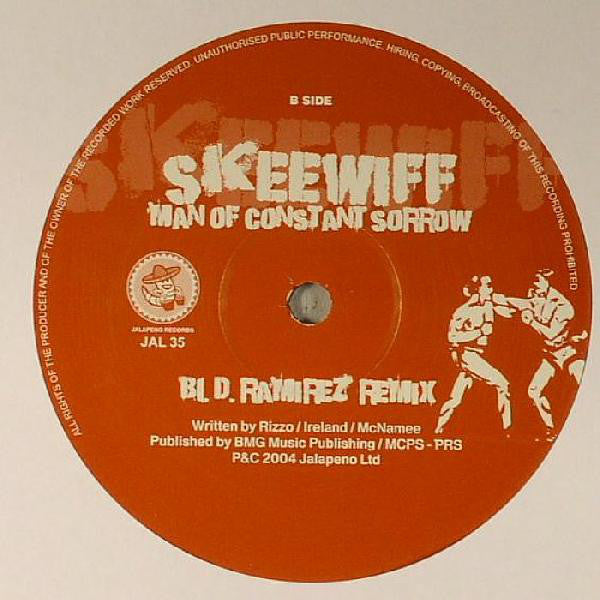 ALL RIGHTS OF THE PRODUCER AND OF THE OWNER OF THE RECORDED WORK RESERVED. UNAUTHORISED PUBLIC PERFORMANCE. HIRING, COPYING, BROADCASTING OF THIS RECORDING PROHIBITED
B SIDE
SKEEWIFF
SKEEWIFF
MAN OF CONSTANT SORROW
JALAPENO RECORDS
JAL 35
B1 D. RAMIREZ REMIX
Written by Rizzo / Ireland / McNamee
Published by BMG Music Publishing / MCPS - PRS
P&C 2004 Jalapeno Ltd